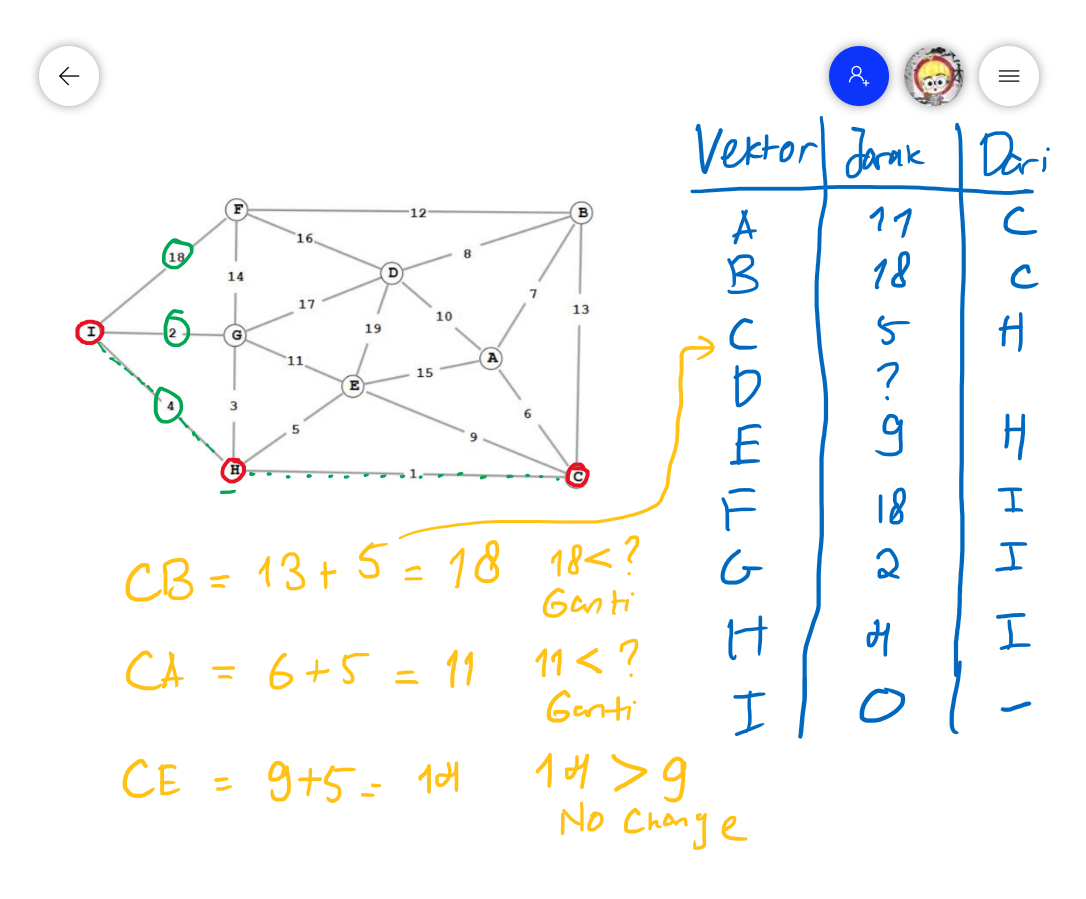 Vektor Jarak Dari
A 11 C
B 18 C
C 5 H
D ?
E 9 H
F 18 I
G 2 I
H 4 I
I 0 -
F 12 B
16
18 D 8
14
17 7 13
I 2 G 10
19
11 A
E 15
4 3 6
5 9
H 1 C
CB = 13 + 5 = 18 18 < ?
Ganti
CA = 6 + 5 = 11 11 < ?
Ganti
CE = 9+5 = 14 14 > 9
No Change